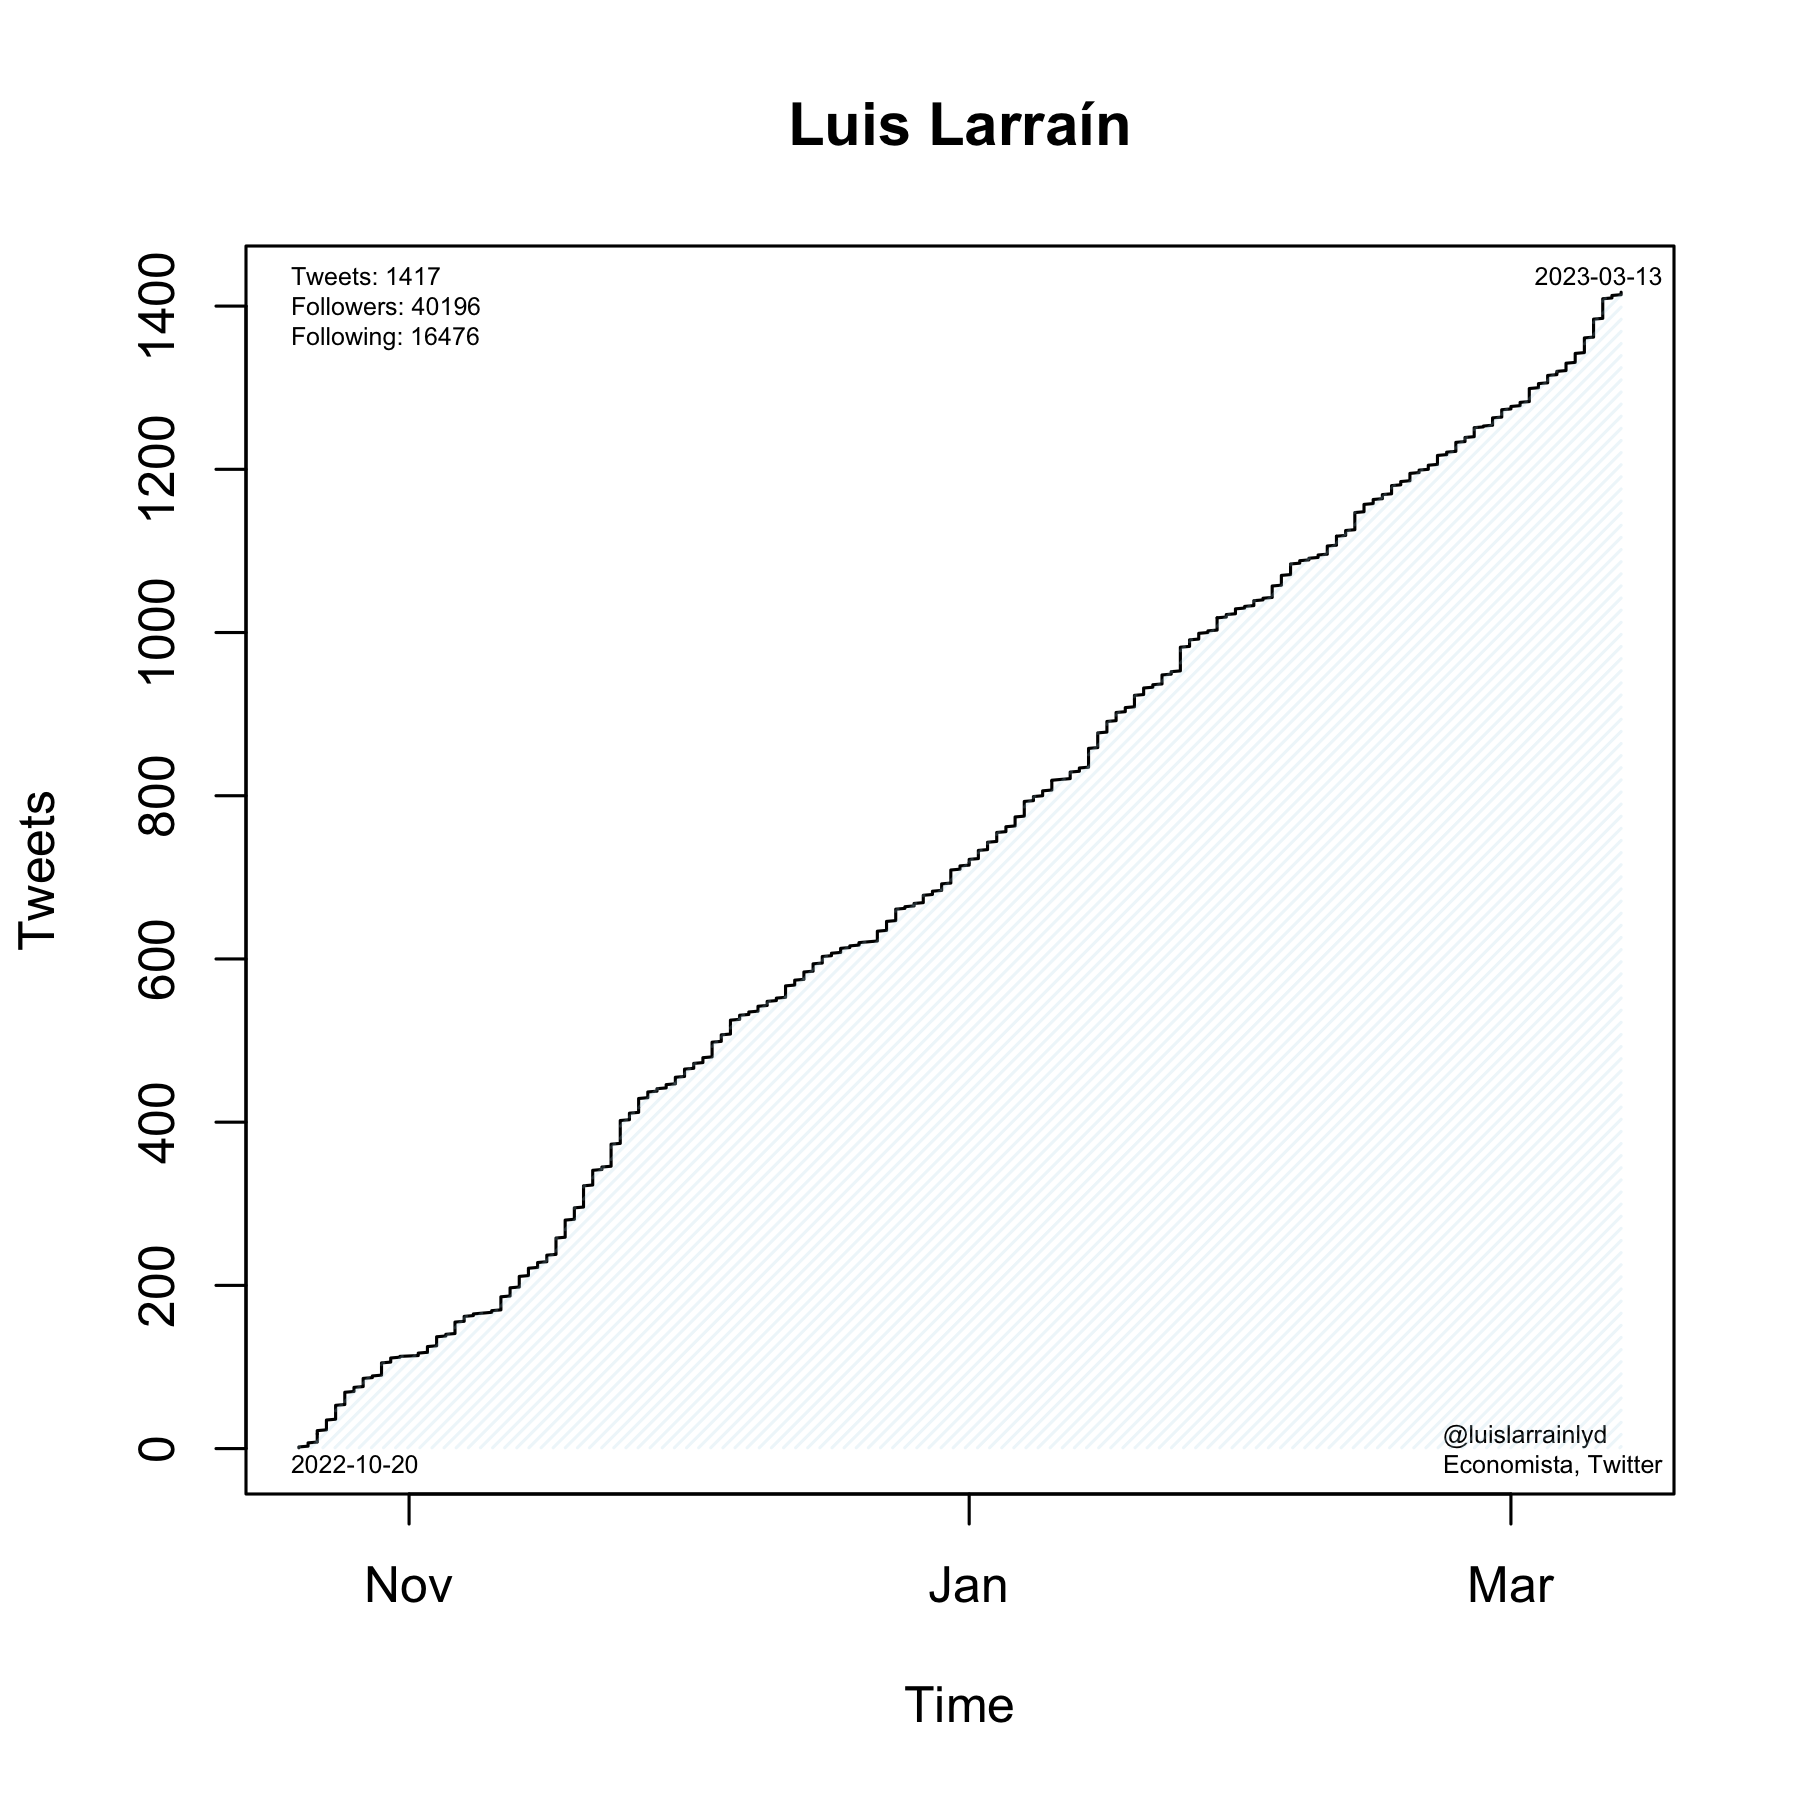 Luis Larraín
Tweets: 1417
Followers: 40196
Following: 16476
2023-03-13
1400
1200
1000
800
600
400
200
0
Tweets
@luislarrainlyd
Economista, Twitter
2022-10-20
Nov
Jan
Mar
Time